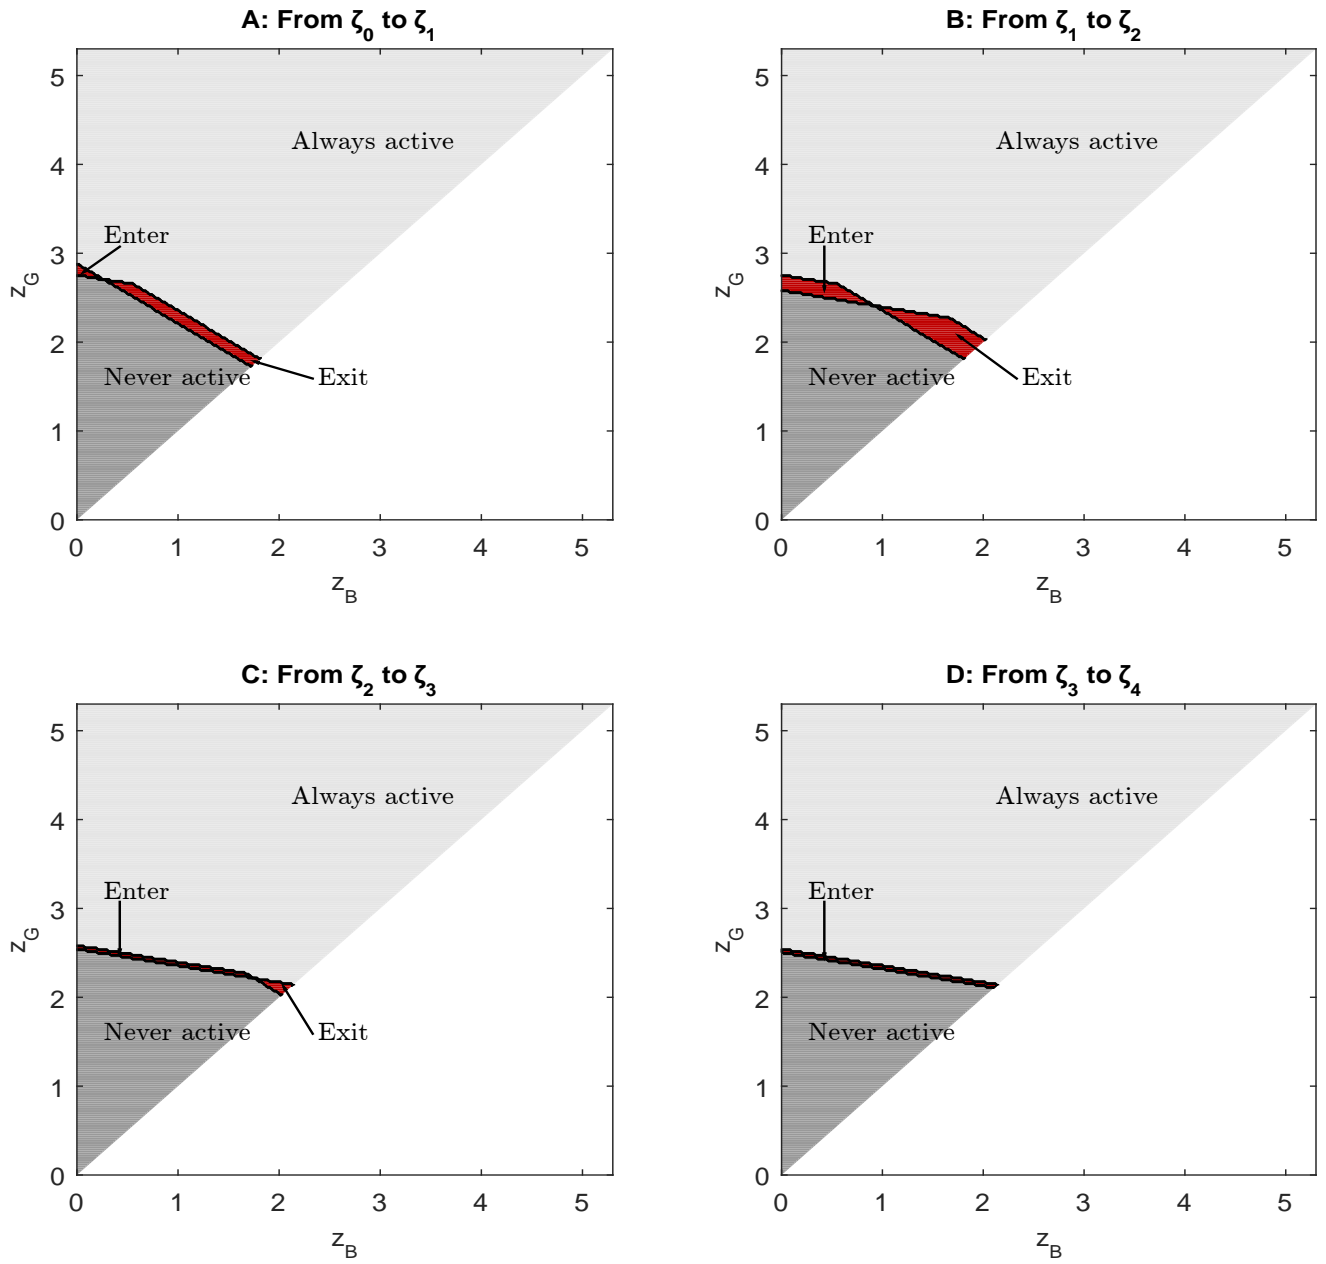 A: From ζ0 to ζ1
zG
5
4
3
2
1
0
Always active
Enter
Never active
Exit
0 1 2 3 4 5
zB
B: From ζ1 to ζ2
zG
5
4
3
2
1
0
Always active
Enter
Never active
Exit
0 1 2 3 4 5
zB
C: From ζ2 to ζ3
zG
5
4
3
2
1
0
Always active
Enter
Never active
Exit
0 1 2 3 4 5
zB
D: From ζ3 to ζ4
zG
5
4
3
2
1
0
Always active
Enter
Never active
0 1 2 3 4 5
zB